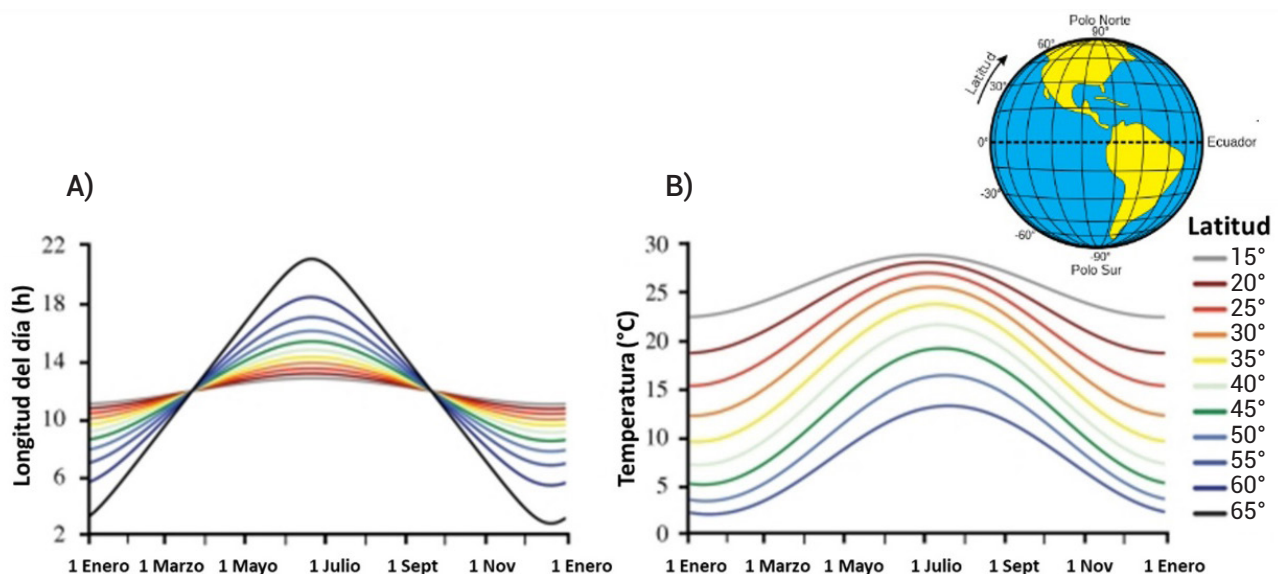 Polo Norte
90°
60°
Latitud
30°
0°
Ecuador
-30°
-60°
-90°
Polo Sur
A)
Longitud del día (h)
22
18
14
10
6
2
1 Enero 1 Marzo 1 Mayo 1 Julio 1 Sept 1 Nov 1 Enero
B)
Temperatura (°C)
30
25
20
15
10
5
0
1 Enero 1 Marzo 1 Mayo 1 Julio 1 Sept 1 Nov 1 Enero
Latitud
15°
20°
25°
30°
35°
40°
45°
50°
55°
60°
65°